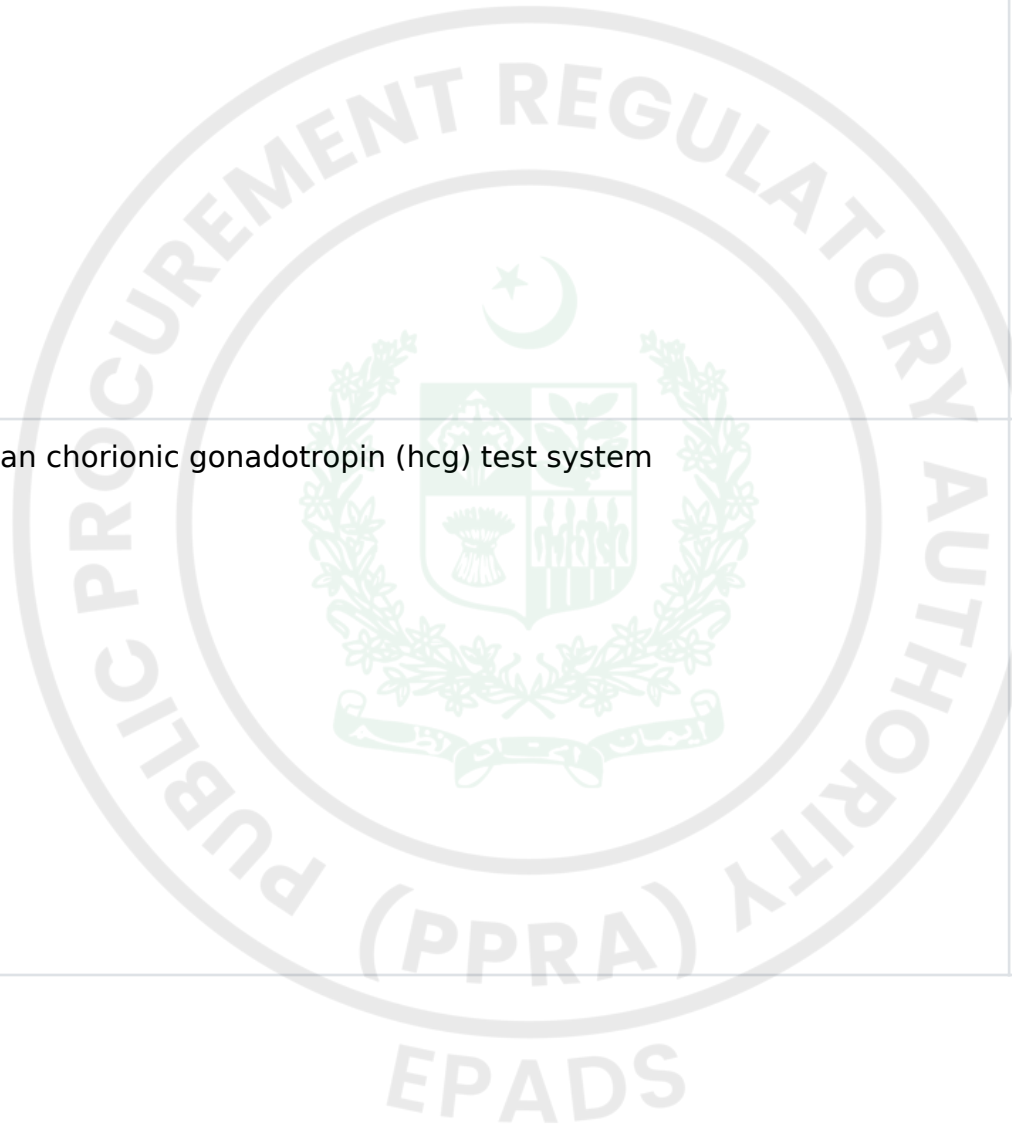 PUBLIC PROCUREMENT REGULATORY AUTHORITY
an chorionic gonadotropin (hcg) test system
(PPRA)
EPADS